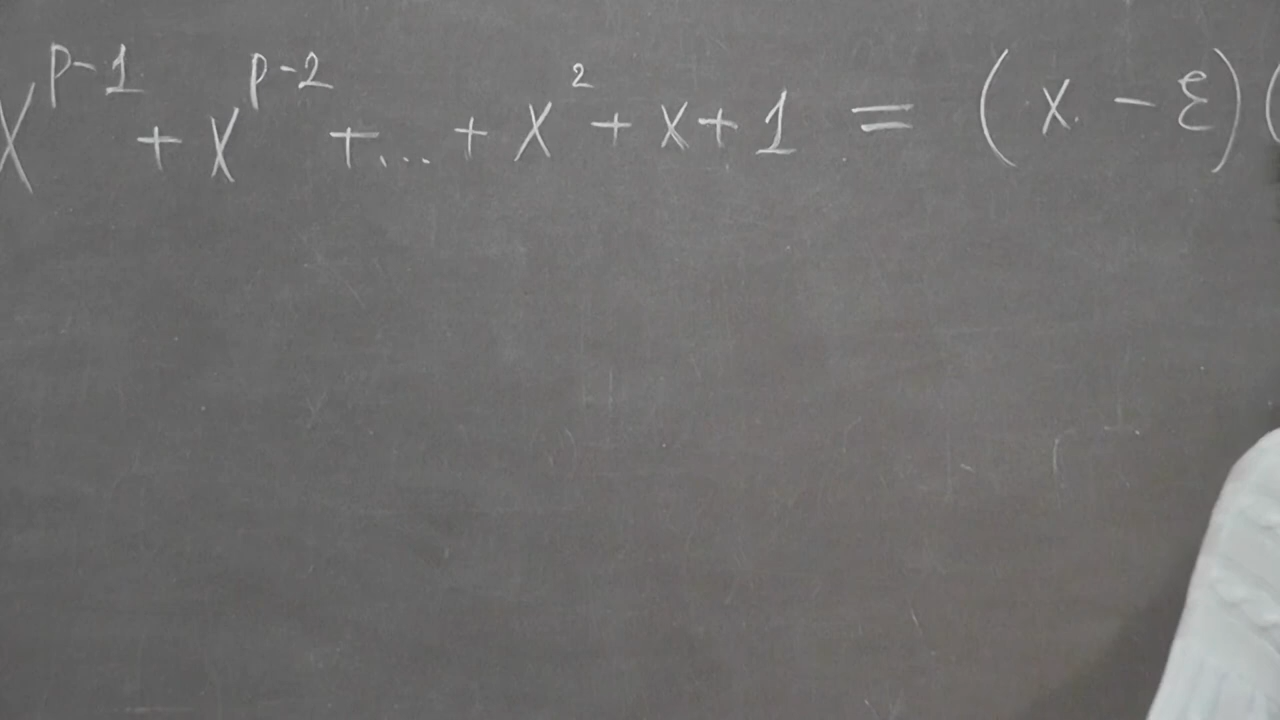 x^{p-1} + x^{p-2} + ... + x^2 + x + 1 = (x - ε)(